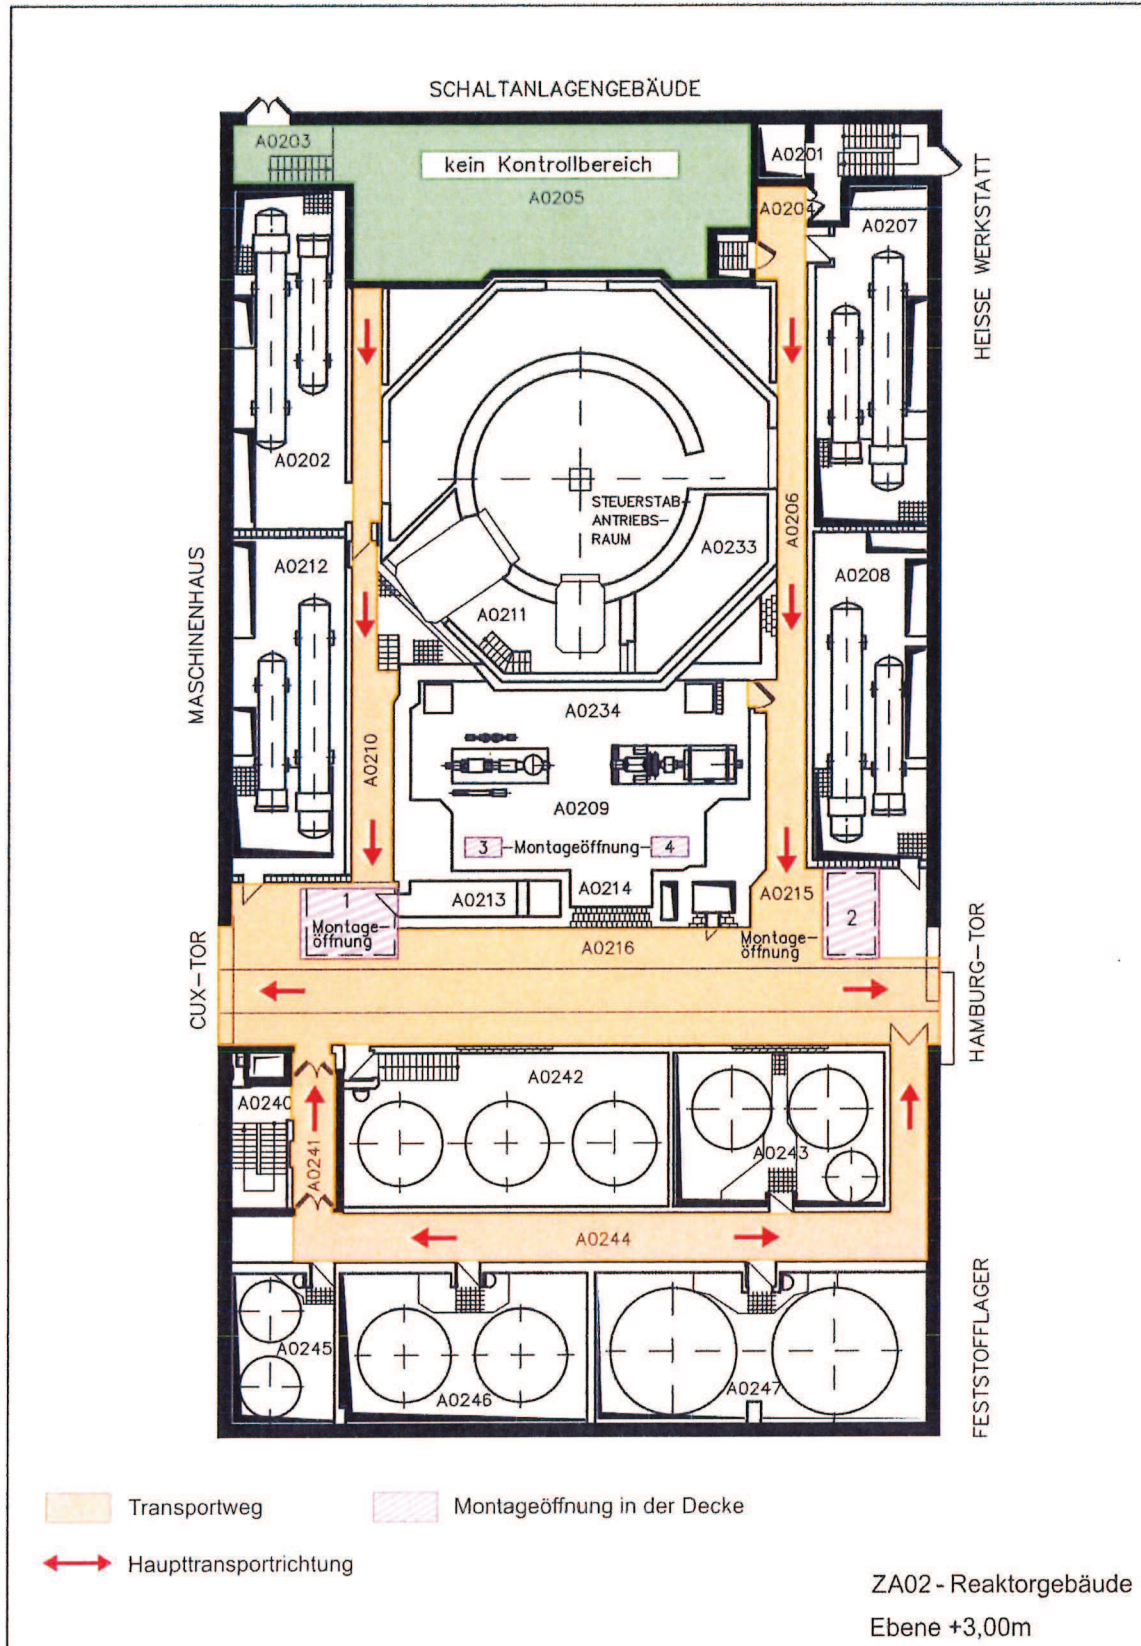 SCHALTANLAGENGEBÄUDE
A0203
kein Kontrollbereich
A0205
A0201
A0204
A0207
HEISSE WERKSTATT
A0202
STEUERSTAB-
ANTRIEBS-
RAUM
A0206
A0233
A0212
A0208
A0211
MASCHINENHAUS
A0234
A0210
A0209
3 -Montageöffnung- 4
A0213
A0214
A0215
1
Montage-
öffnung
2
Montage-
öffnung
A0216
CUX-TOR
HAMBURG-TOR
A0242
A0240
A0241
A0243
A0244
A0245
A0246
A0247
FESTSTOFFLAGER
Transportweg
Montageöffnung in der Decke
Haupttransportrichtung
ZA02 - Reaktorgebäude
Ebene +3,00m